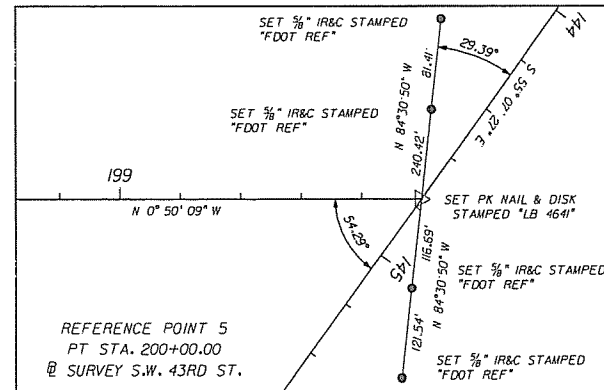 SET 5/8" IR&C STAMPED
"FDOT REF"
144
29.39°
81.41'
S 55° 07' 27" E
SET 5/8" IR&C STAMPED
"FDOT REF"
N 84°30'50" W
240.42'
199
N 0° 50' 09" W
SET PK NAIL & DISK
STAMPED "LB 4641"
54.29°
116.69'
145
SET 5/8" IR&C STAMPED
"FDOT REF"
N 84°30'50" W
121.54'
REFERENCE POINT 5
PT STA. 200+00.00
SURVEY S.W. 43RD ST.
SET 5/8" IR&C STAMPED
"FDOT REF"